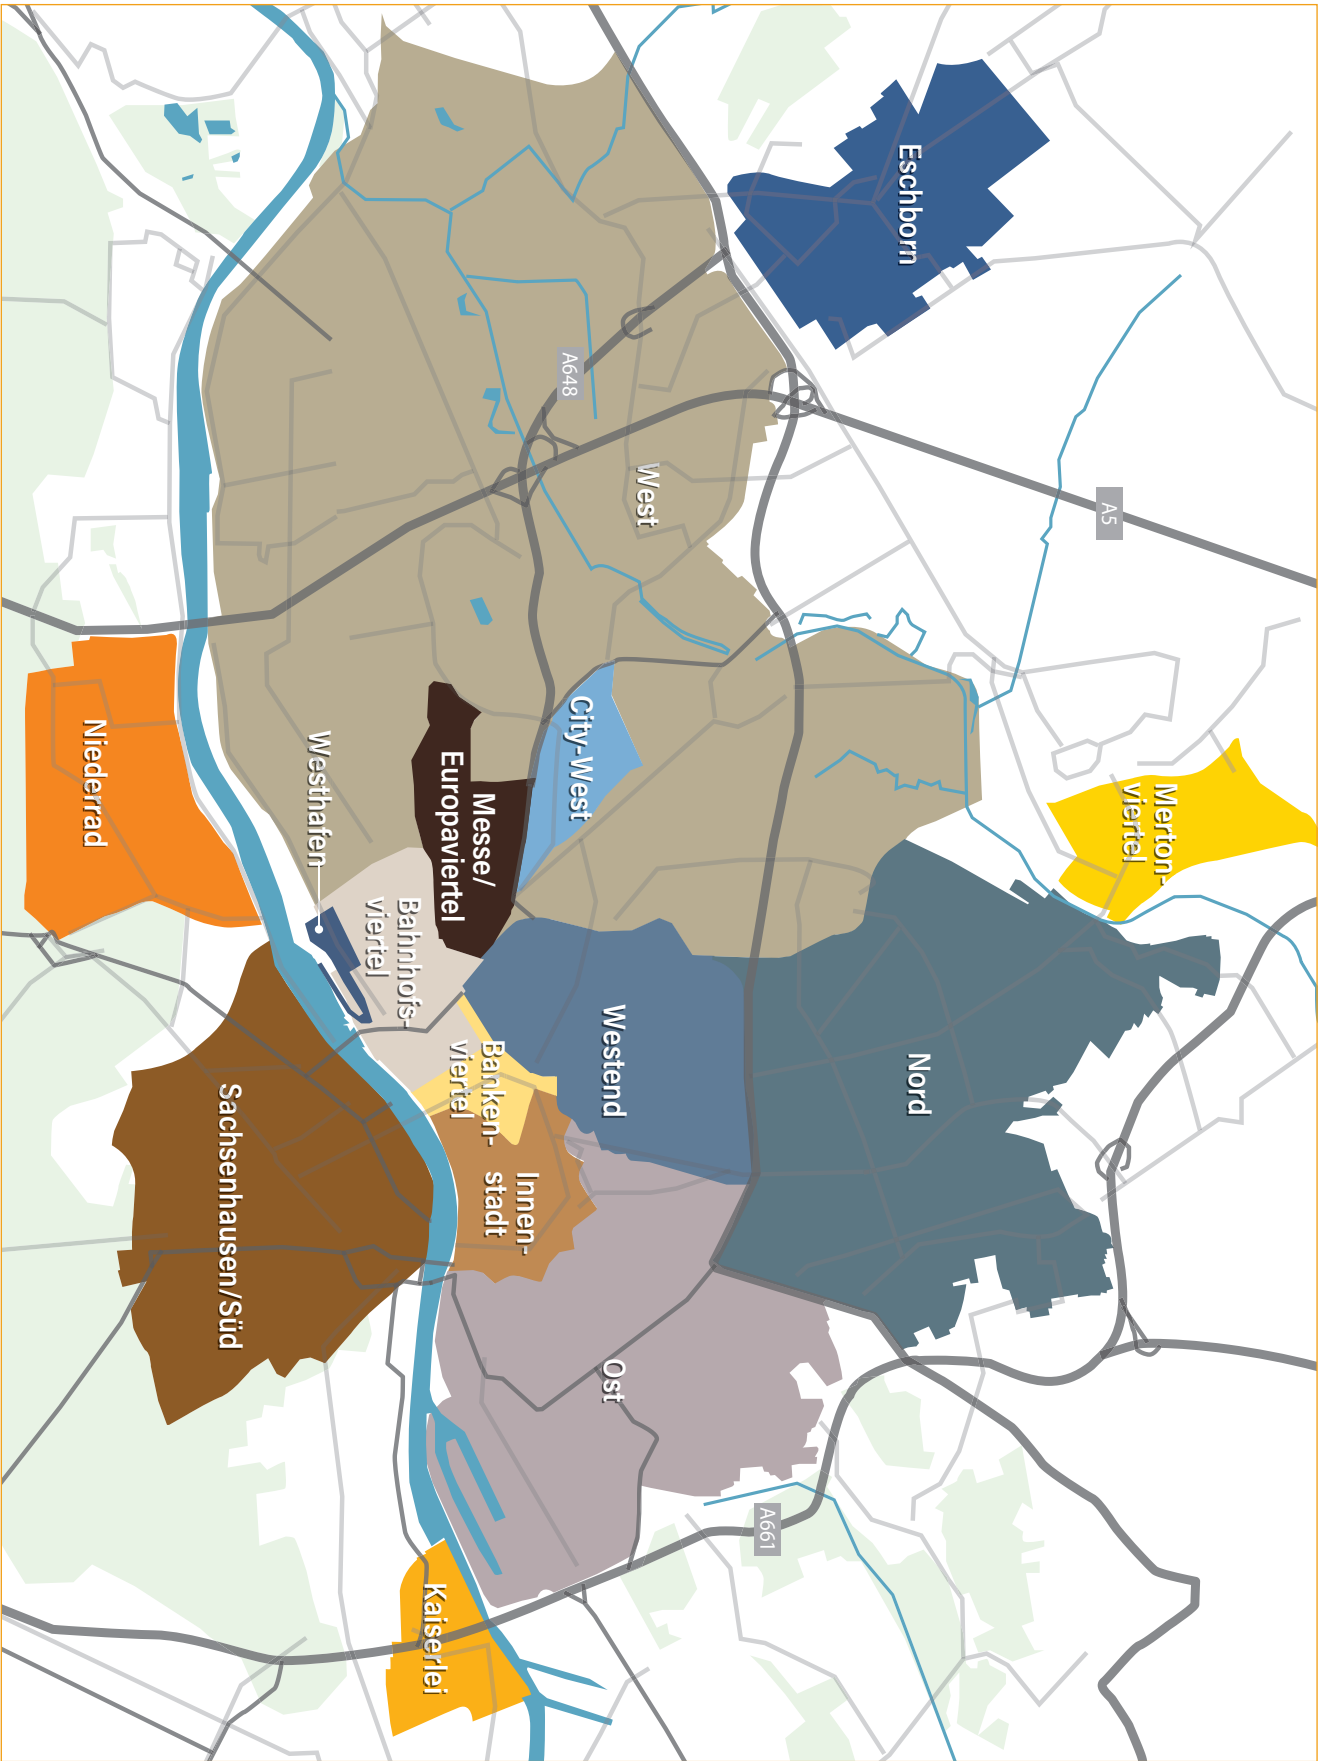 Eschborn
A5
A648
West
Merton-
viertel
City-West
Messe/
Europaviertel
Westhafen
Niederrad
Bahnhofs-
viertel
Westend
Nord
Banken-
viertel
Innen-
stadt
Sachsenhausen/Süd
Ost
A661
Kaiserlei